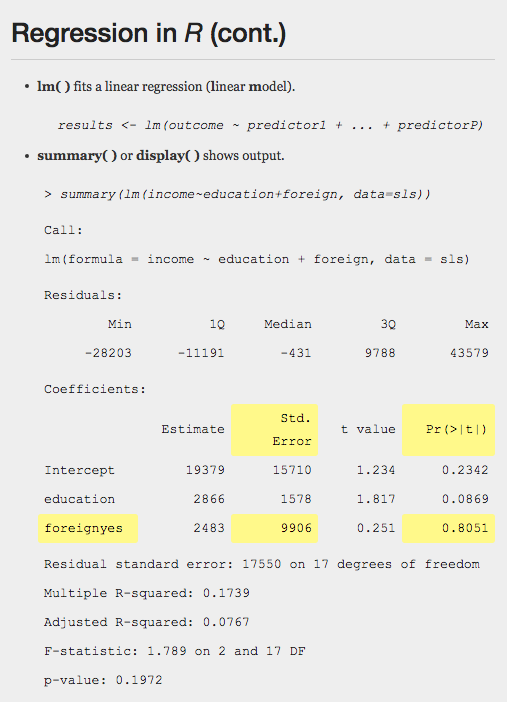 Regression in R (cont.)
• lm( ) fits a linear regression (linear model).
results <- lm(outcome ~ predictor1 + ... + predictorP)
• summary( ) or display( ) shows output.
> summary(lm(income~education+foreign, data=sls))
Call:
lm(formula = income ~ education + foreign, data = sls)
Residuals:
Min 1Q Median 3Q Max
-28203 -11191 -431 9788 43579
Coefficients:
Estimate Std. Error t value Pr(>|t|)
Intercept 19379 15710 1.234 0.2342
education 2866 1578 1.817 0.0869
foreignyes 2483 9906 0.251 0.8051
Residual standard error: 17550 on 17 degrees of freedom
Multiple R-squared: 0.1739
Adjusted R-squared: 0.0767
F-statistic: 1.789 on 2 and 17 DF
p-value: 0.1972